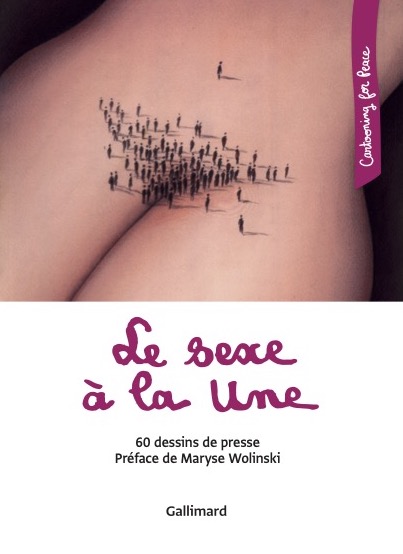 Cartooning for Peace
Le sexe
à la Une
60 dessins de presse
Préface de Maryse Wolinski
Gallimard